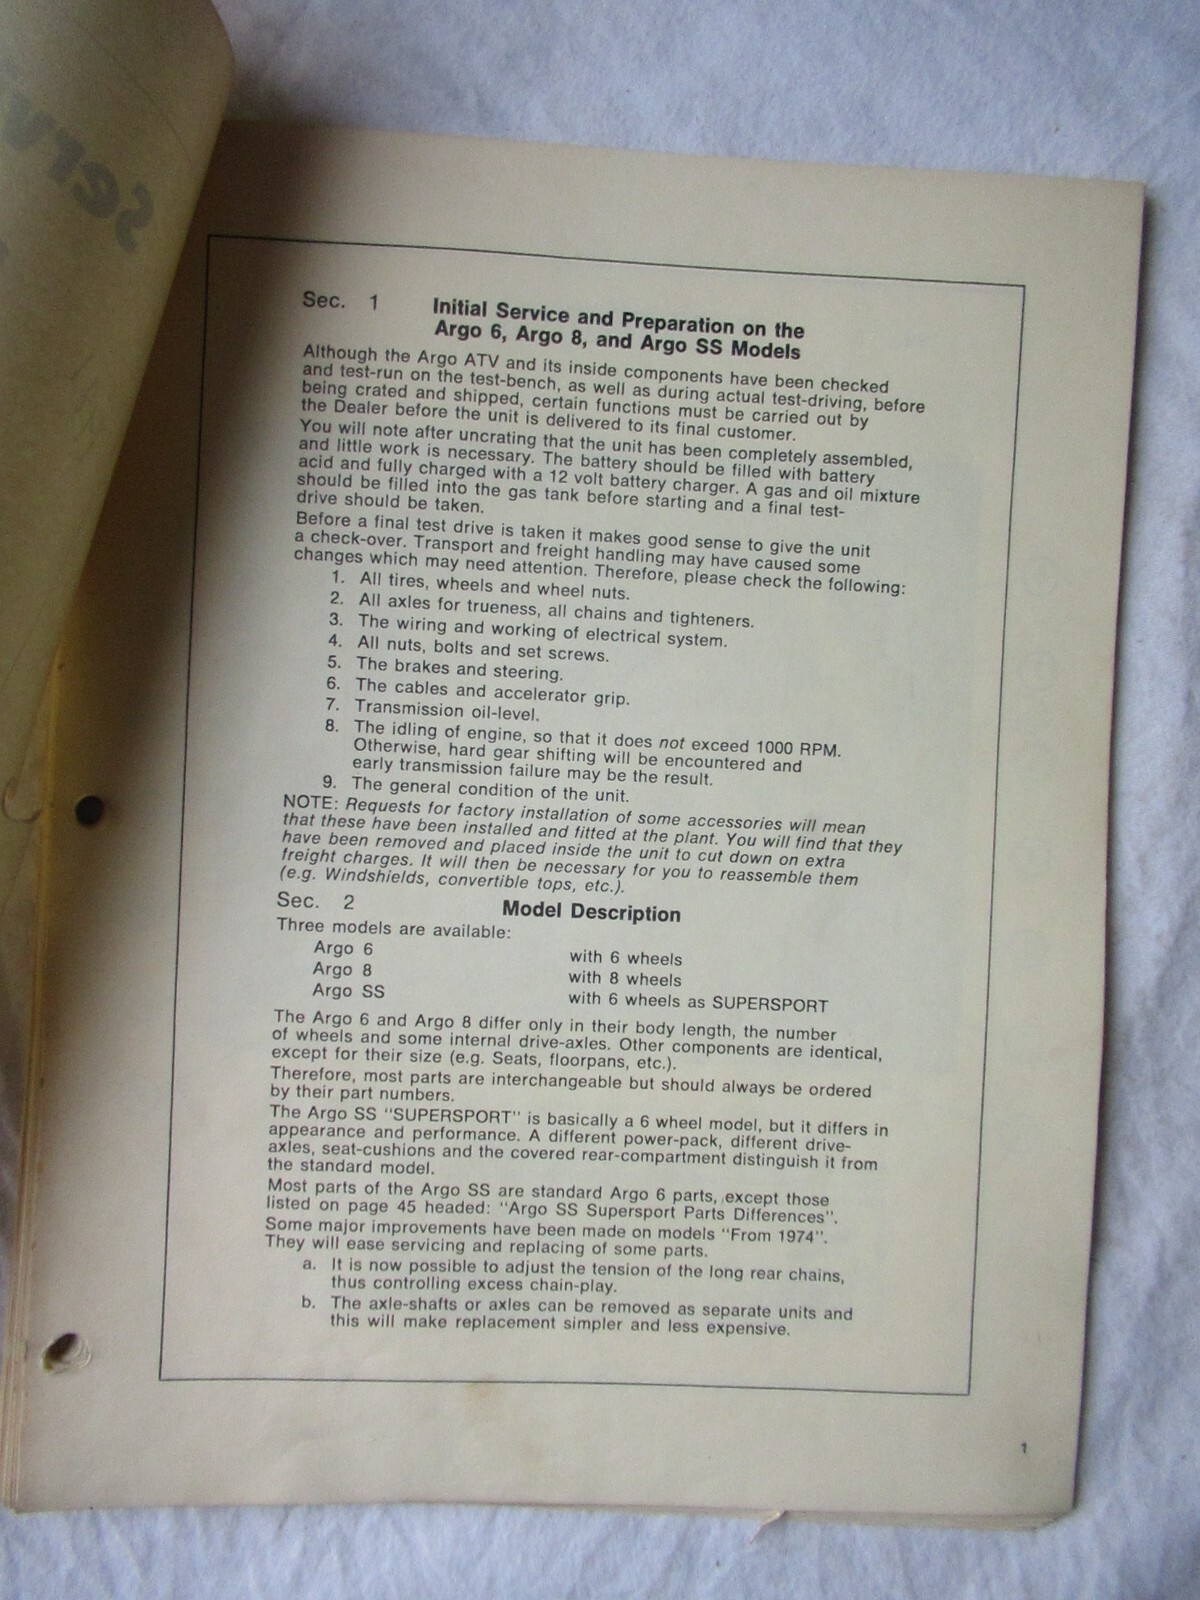 Serv
Sec. 1 Initial Service and Preparation on the
Argo 6, Argo 8, and Argo SS Models
Although the Argo ATV and its inside components have been checked
and test-run on the test-bench, as well as during actual test-driving, before
being crated and shipped, certain functions must be carried out by
the Dealer before the unit is delivered to its final customer.
You will note after uncrating that the unit has been completely assembled,
and little work is necessary. The battery should be filled with battery
acid and fully charged with a 12 volt battery charger. A gas and oil mixture
should be filled into the gas tank before starting and a final test-
drive should be taken.
Before a final test drive is taken it makes good sense to give the unit
a check-over. Transport and freight handling may have caused some
changes which may need attention. Therefore, please check the following:
1. All tires, wheels and wheel nuts.
2. All axles for trueness, all chains and tighteners.
3. The wiring and working of electrical system.
4. All nuts, bolts and set screws.
5. The brakes and steering.
6. The cables and accelerator grip.
7. Transmission oil-level.
8. The idling of engine, so that it does not exceed 1000 RPM.
Otherwise, hard gear shifting will be encountered and
early transmission failure may be the result.
9. The general condition of the unit.
NOTE: Requests for factory installation of some accessories will mean
that these have been installed and fitted at the plant. You will find that they
have been removed and placed inside the unit to cut down on extra
freight charges. It will then be necessary for you to reassemble them
(e.g. Windshields, convertible tops, etc.).
Sec. 2 Model Description
Three models are available:
Argo 6 with 6 wheels
Argo 8 with 8 wheels
Argo SS with 6 wheels as SUPERSPORT
The Argo 6 and Argo 8 differ only in their body length, the number
of wheels and some internal drive-axles. Other components are identical,
except for their size (e.g. Seats, floorpans, etc.).
Therefore, most parts are interchangeable but should always be ordered
by their part numbers.
The Argo SS "SUPERSPORT" is basically a 6 wheel model, but it differs in
appearance and performance. A different power-pack, different drive-
axles, seat-cushions and the covered rear-compartment distinguish it from
the standard model.
Most parts of the Argo SS are standard Argo 6 parts, except those
listed on page 45 headed: "Argo SS Supersport Parts Differences".
Some major improvements have been made on models "From 1974".
They will ease servicing and replacing of some parts.
a. It is now possible to adjust the tension of the long rear chains,
thus controlling excess chain-play.
b. The axle-shafts or axles can be removed as separate units and
this will make replacement simpler and less expensive.
1